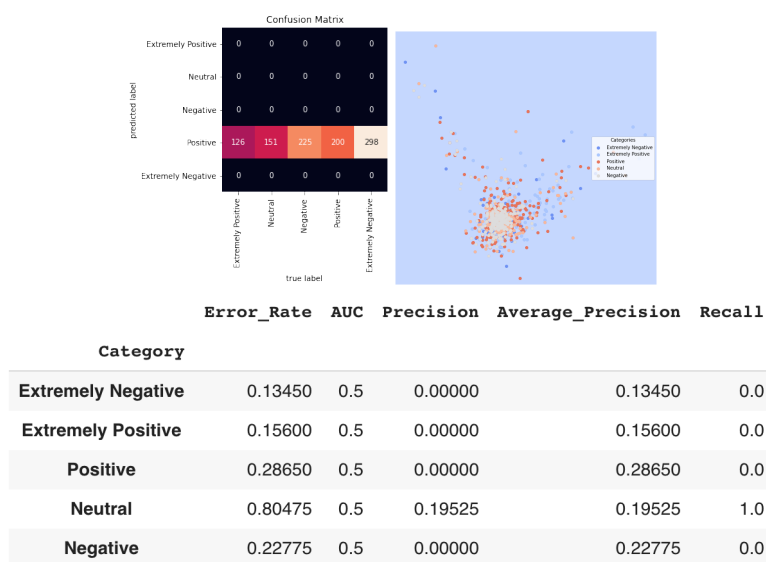 Confusion Matrix
predicted label
Extremely Positive 0 0 0 0 0
Neutral 0 0 0 0 0
Negative 0 0 0 0 0
Positive 126 151 225 200 298
Extremely Negative 0 0 0 0 0
Extremely Positive Neutral Negative Positive Extremely Negative
true label
Categories
Extremely Negative
Extremely Positive
Positive
Neutral
Negative
Error_Rate AUC Precision Average_Precision Recall
Category
Extremely Negative 0.13450 0.5 0.00000 0.13450 0.0
Extremely Positive 0.15600 0.5 0.00000 0.15600 0.0
Positive 0.28650 0.5 0.00000 0.28650 0.0
Neutral 0.80475 0.5 0.19525 0.19525 1.0
Negative 0.22775 0.5 0.00000 0.22775 0.0